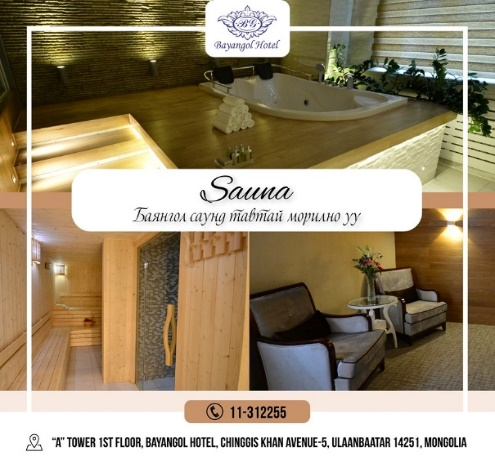 BG
Bayangol Hotel
Sauna
Баянгол саунд тавтай морилно уу
11-312255
"A" TOWER 1ST FLOOR, BAYANGOL HOTEL, CHINGGIS KHAN AVENUE-5, ULAANBAATAR 14251, MONGOLIA